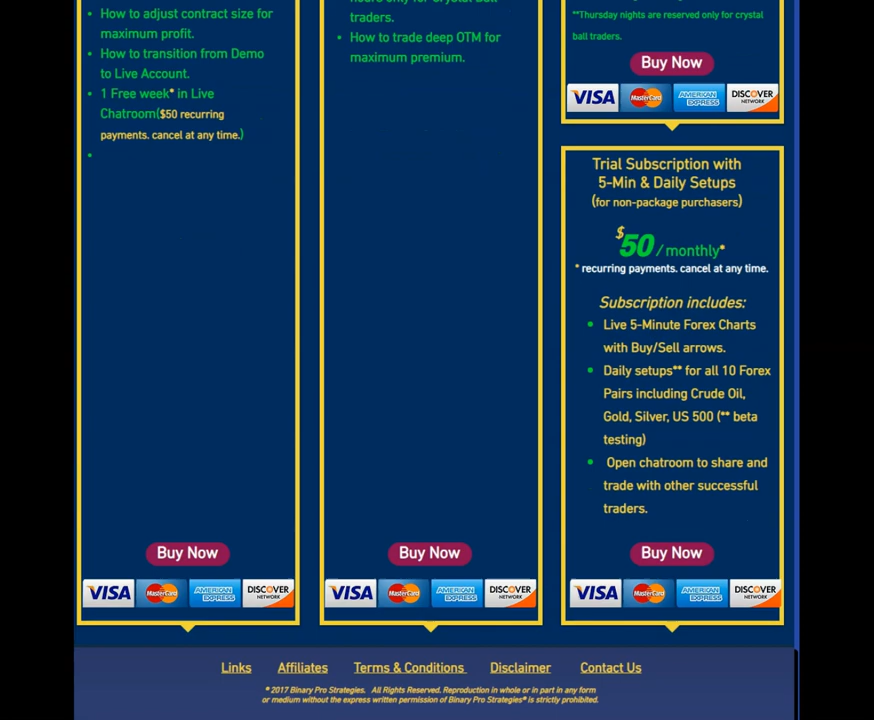 • How to adjust contract size for
maximum profit.
• How to transition from Demo
to Live Account.
• 1 Free week* in Live
Chatroom($50 recurring
payments. cancel at any time.)
•
Buy Now
VISA MasterCard AMERICAN EXPRESS DISCOVER NETWORK
traders.
• How to trade deep OTM for
maximum premium.
Buy Now
VISA MasterCard AMERICAN EXPRESS DISCOVER NETWORK
**Thursday nights are reserved only for crystal
ball traders.
Buy Now
VISA MasterCard AMERICAN EXPRESS DISCOVER NETWORK
Trial Subscription with
5-Min & Daily Setups
(for non-package purchasers)
$50 / monthly*
* recurring payments. cancel at any time.
Subscription includes:
• Live 5-Minute Forex Charts
with Buy/Sell arrows.
• Daily setups** for all 10 Forex
Pairs including Crude Oil,
Gold, Silver, US 500 (** beta
testing)
• Open chatroom to share and
trade with other successful
traders.
Buy Now
VISA MasterCard AMERICAN EXPRESS DISCOVER NETWORK
Links Affiliates Terms & Conditions Disclaimer Contact Us
® 2017 Binary Pro Strategies. All Rights Reserved. Reproduction in whole or in part in any form
or medium without the express written permission of Binary Pro Strategies® is strictly prohibited.